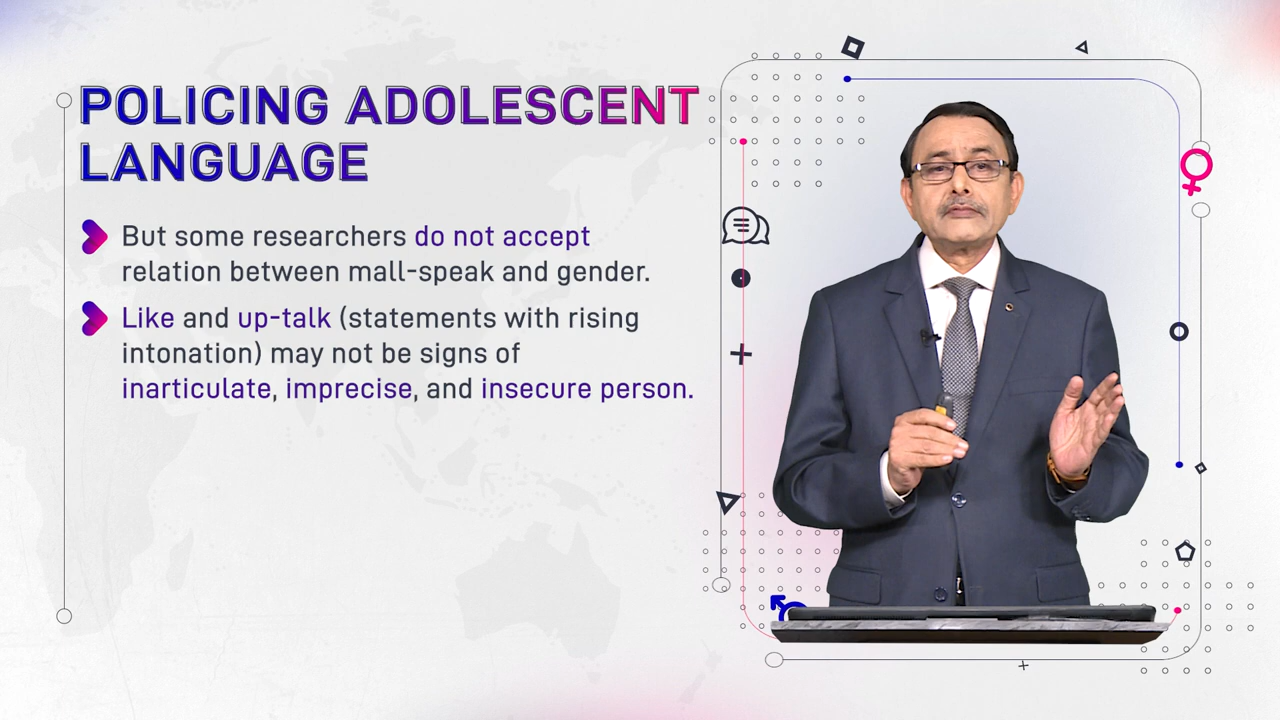 POLICING ADOLESCENT
LANGUAGE
But some researchers do not accept
relation between mall-speak and gender.
Like and up-talk (statements with rising
intonation) may not be signs of
inarticulate, imprecise, and insecure person.